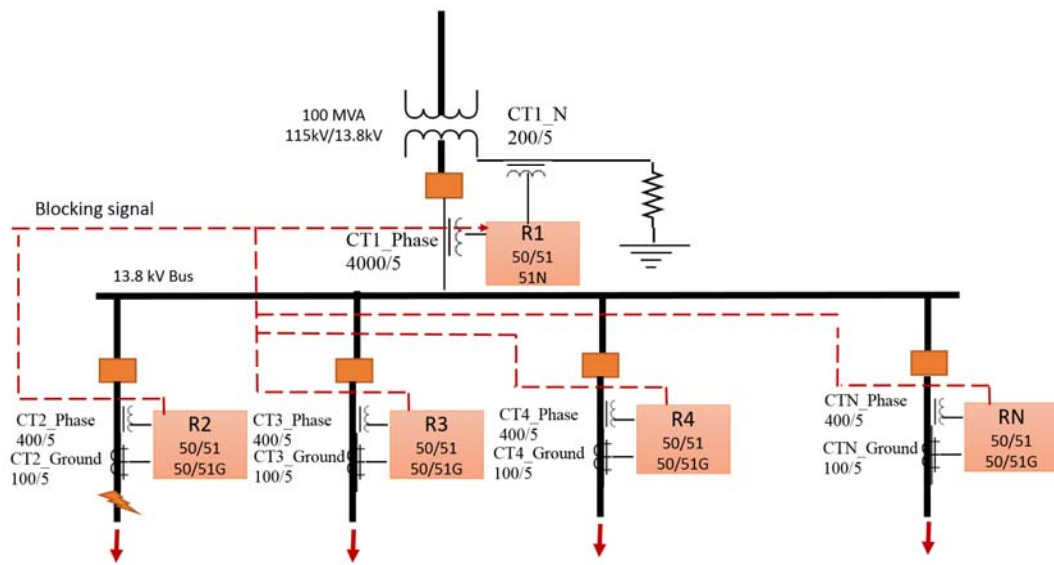 100 MVA
115kV/13.8kV
CT1_N
200/5
Blocking signal
CT1_Phase
4000/5
R1
50/51
51N
13.8 kV Bus
CT2_Phase
400/5
CT2_Ground
100/5
R2
50/51
50/51G
CT3_Phase
400/5
CT3_Ground
100/5
R3
50/51
50/51G
CT4_Phase
400/5
CT4_Ground
100/5
R4
50/51
50/51G
CTN_Phase
400/5
CTN_Ground
100/5
RN
50/51
50/51G